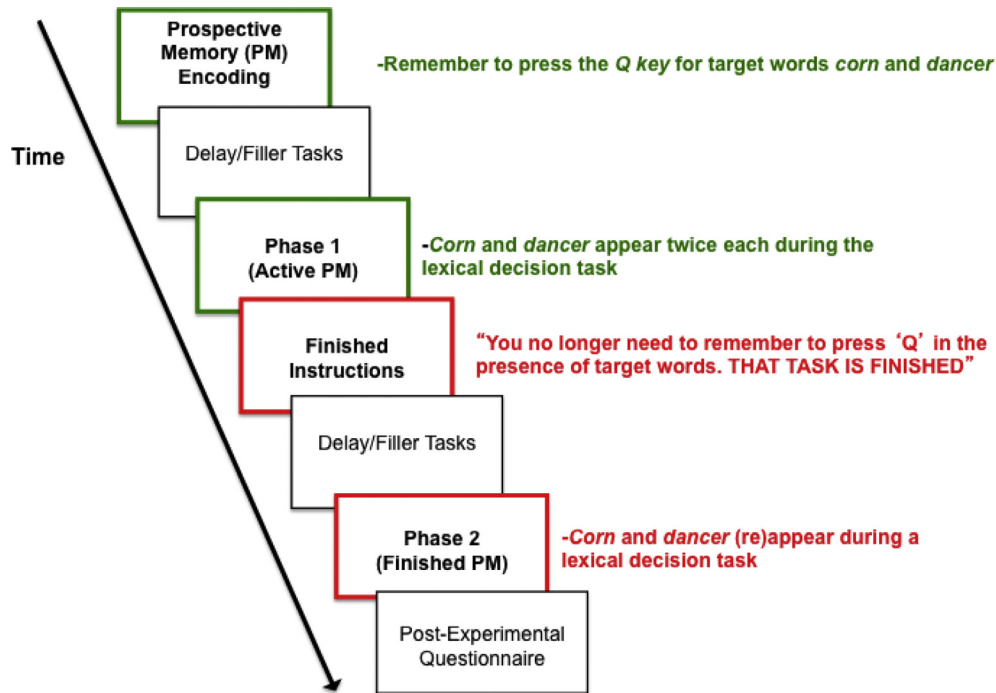 Prospective
Memory (PM)
Encoding
-Remember to press the Q key for target words corn and dancer
Time
Delay/Filler Tasks
Phase 1
(Active PM)
-Corn and dancer appear twice each during the
lexical decision task
Finished
Instructions
“You no longer need to remember to press ‘Q’ in the
presence of target words. THAT TASK IS FINISHED”
Delay/Filler Tasks
Phase 2
(Finished PM)
-Corn and dancer (re)appear during a
lexical decision task
Post-Experimental
Questionnaire